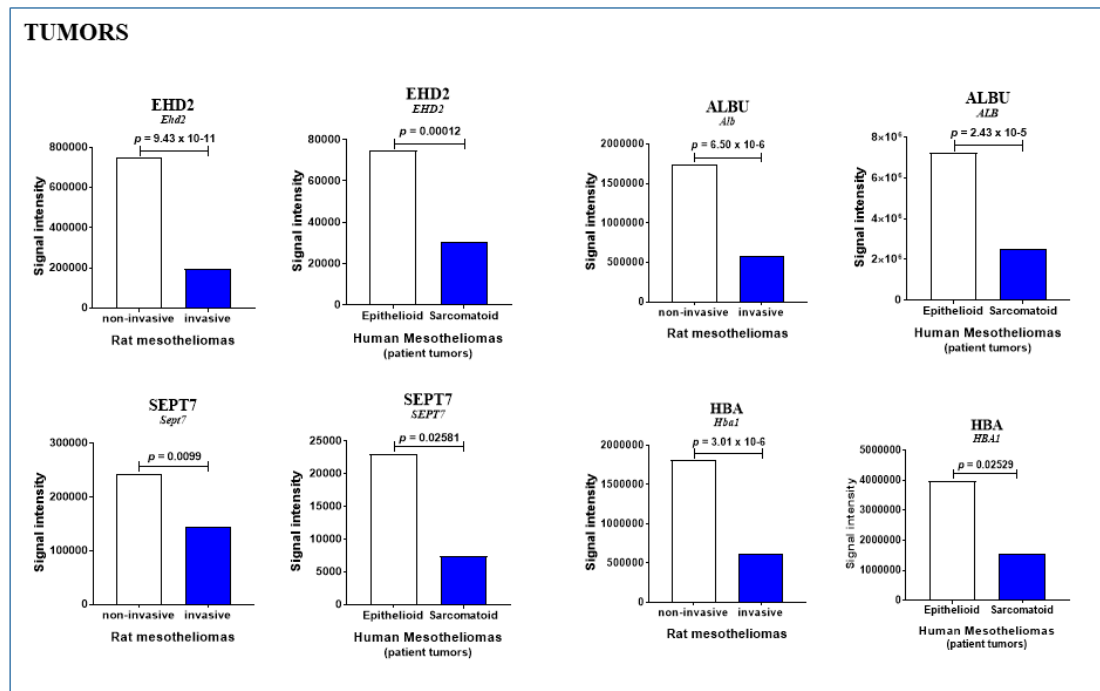 TUMORS
EHD2
Ehd2
p = 9.43 x 10-11
800000
600000
400000
200000
0
Signal intensity
non-invasive invasive
Rat mesotheliomas
EHD2
EHD2
p = 0.00012
80000
60000
40000
20000
0
Signal intensity
Epithelioid Sarcomatoid
Human Mesotheliomas
(patient tumors)
ALBU
Alb
p = 6.50 x 10-6
2000000
1500000
1000000
500000
0
Signal intensity
non-invasive invasive
Rat mesotheliomas
ALBU
ALB
p = 2.43 x 10-5
8×10⁶
6×10⁶
4×10⁶
2×10⁶
0
Signal intensity
Epithelioid Sarcomatoid
Human Mesotheliomas
(patient tumors)
SEPT7
Sept7
p = 0.0099
300000
200000
100000
0
Signal intensity
non-invasive invasive
Rat mesotheliomas
SEPT7
SEPT7
p = 0.02581
25000
20000
15000
10000
5000
0
Signal intensity
Epithelioid Sarcomatoid
Human Mesotheliomas
(patient tumors)
HBA
Hba1
p = 3.01 x 10-6
2000000
1500000
1000000
500000
0
Signal intensity
non-invasive invasive
Rat mesotheliomas
HBA
HBA1
p = 0.02529
5000000
4000000
3000000
2000000
1000000
0
Signal intensity
Epithelioid Sarcomatoid
Human Mesotheliomas
(patient tumors)